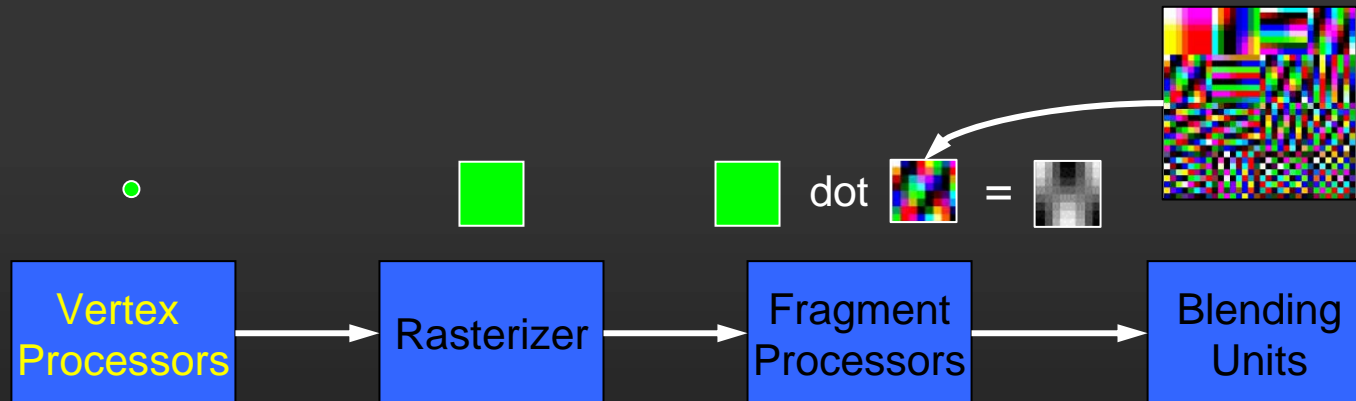 dot =
Vertex
Processors
Rasterizer
Fragment
Processors
Blending
Units